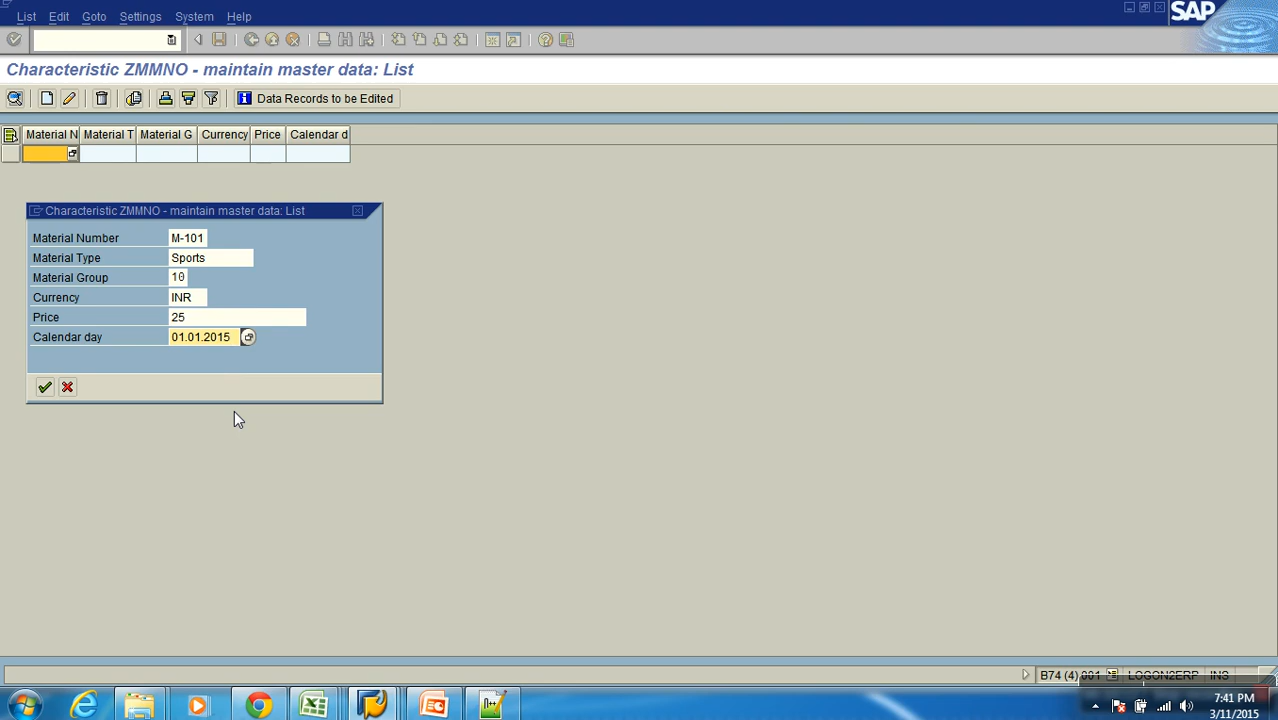 List Edit Goto Settings System Help
SAP
Characteristic ZMMNO - maintain master data: List
Data Records to be Edited
Material N Material T Material G Currency Price Calendar d
Characteristic ZMMNO - maintain master data: List
Material Number M-101
Material Type Sports
Material Group 10
Currency INR
Price 25
Calendar day 01.01.2015
B74 (4) 001 LOGON2ERP INS
7:41 PM
3/11/2015